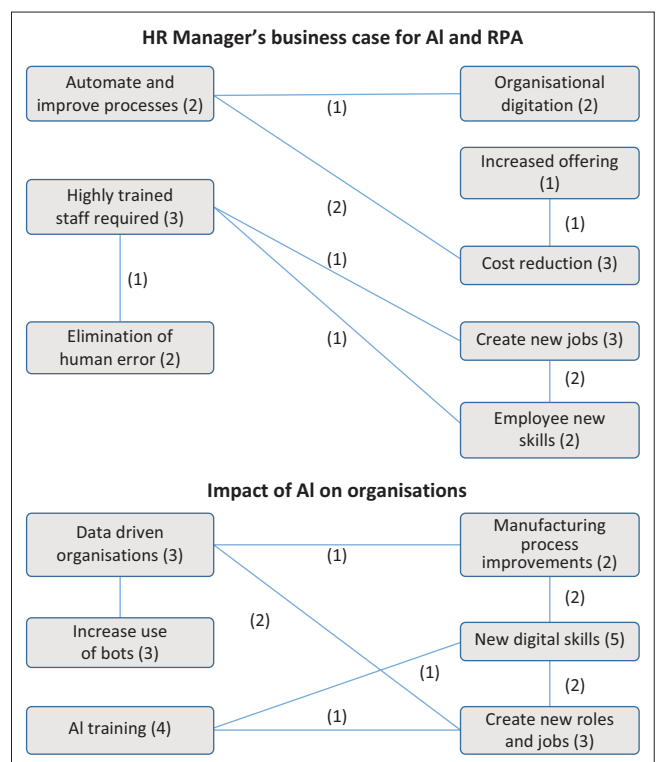 HR Manager's business case for Al and RPA
Automate and
improve processes (2)
(1)
Organisational
digitation (2)
Increased offering
(1)
(1)
Highly trained
staff required (3)
(2)
(1)
Cost reduction (3)
(1)
Elimination of
human error (2)
(1)
Create new jobs (3)
(2)
Employee new
skills (2)
Impact of Al on organisations
Data driven
organisations (3)
(1)
Manufacturing
process
improvements (2)
(2)
Increase use
of bots (3)
(2)
New digital skills (5)
(1)
(2)
Al training (4)
(1)
Create new roles
and jobs (3)